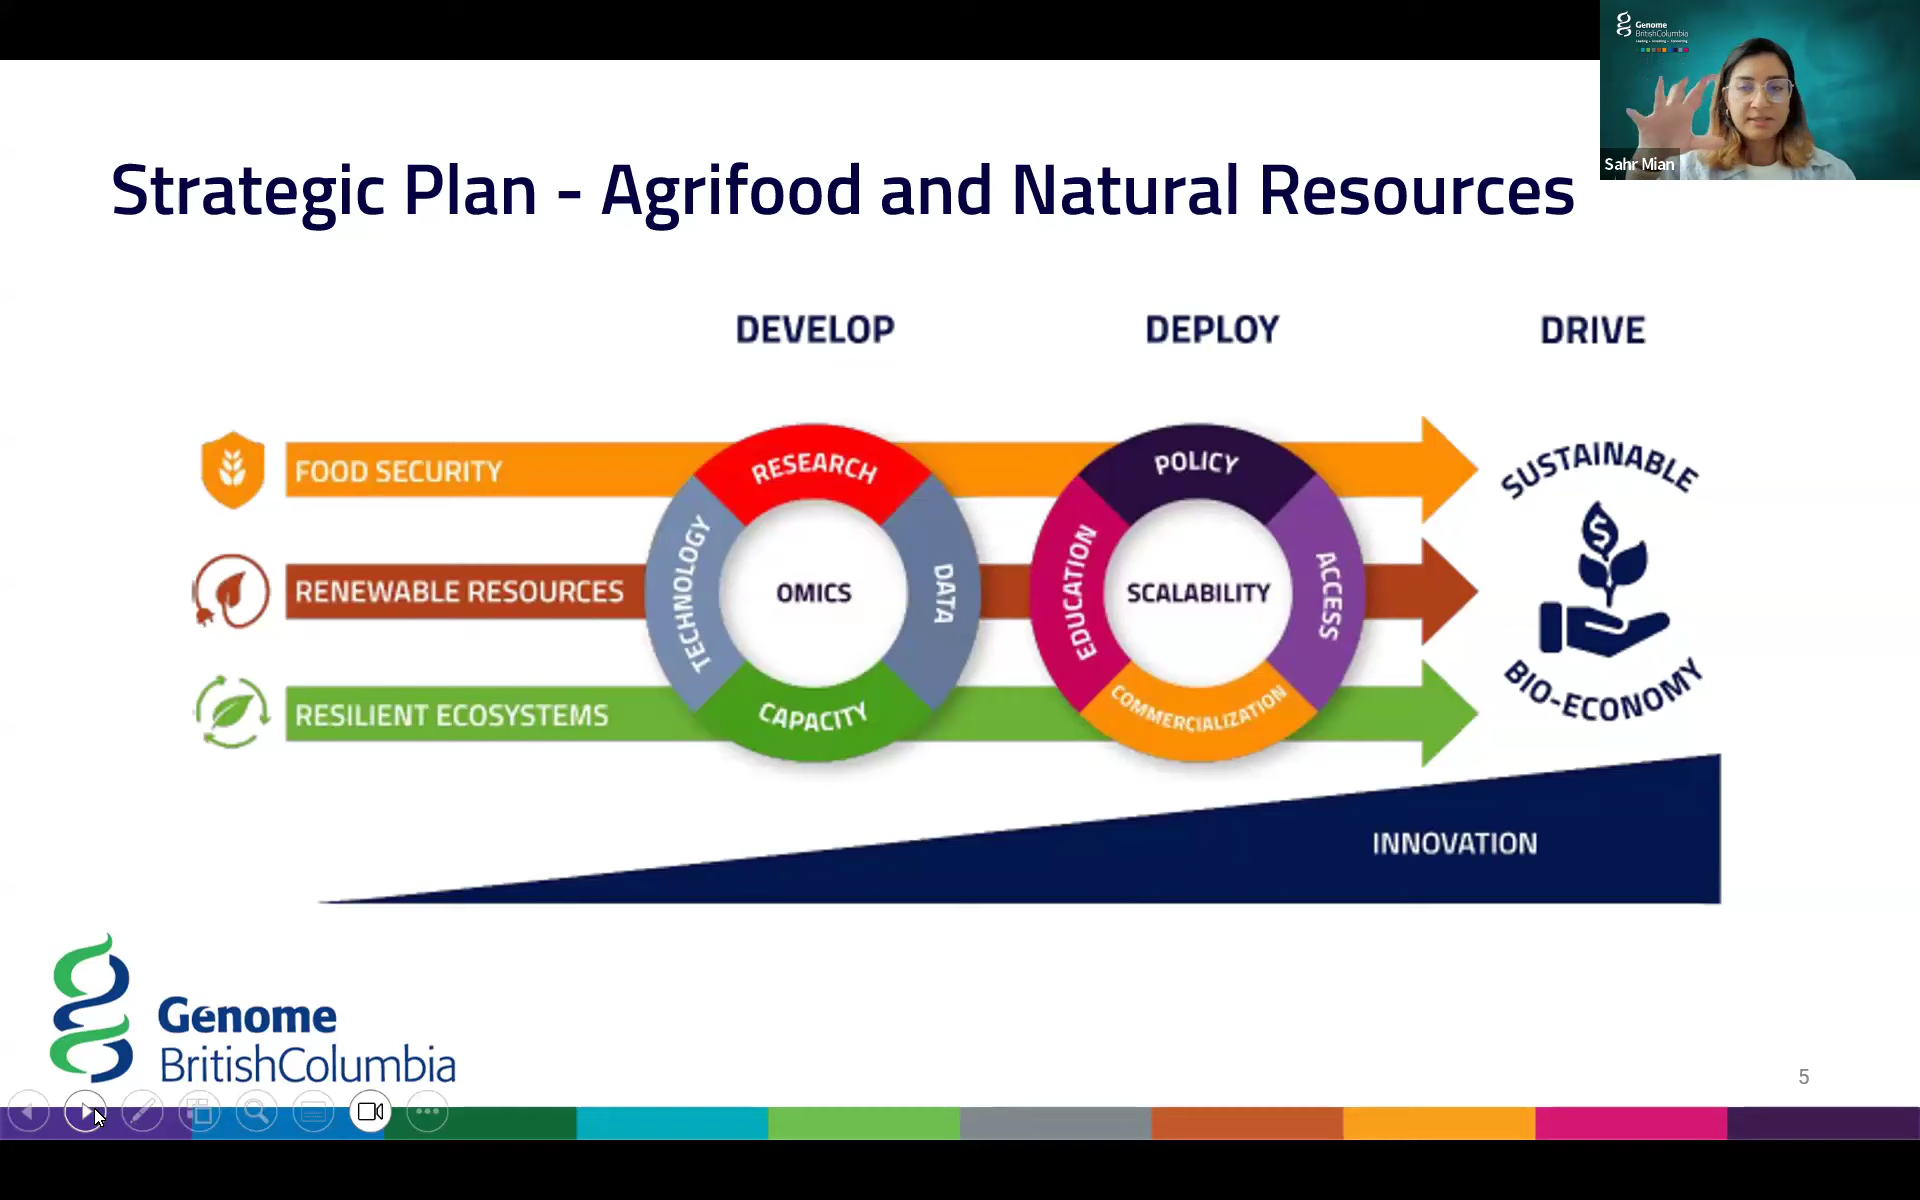 Genome
BritishColumbia
Sahr Mian
Strategic Plan - Agrifood and Natural Resources
DEVELOP
DEPLOY
DRIVE
FOOD SECURITY
RENEWABLE RESOURCES
RESILIENT ECOSYSTEMS
RESEARCH
TECHNOLOGY
OMICS
DATA
CAPACITY
POLICY
EDUCATION
SCALABILITY
ACCESS
COMMERCIALIZATION
SUSTAINABLE
$
BIO-ECONOMY
INNOVATION
Genome
BritishColumbia
5